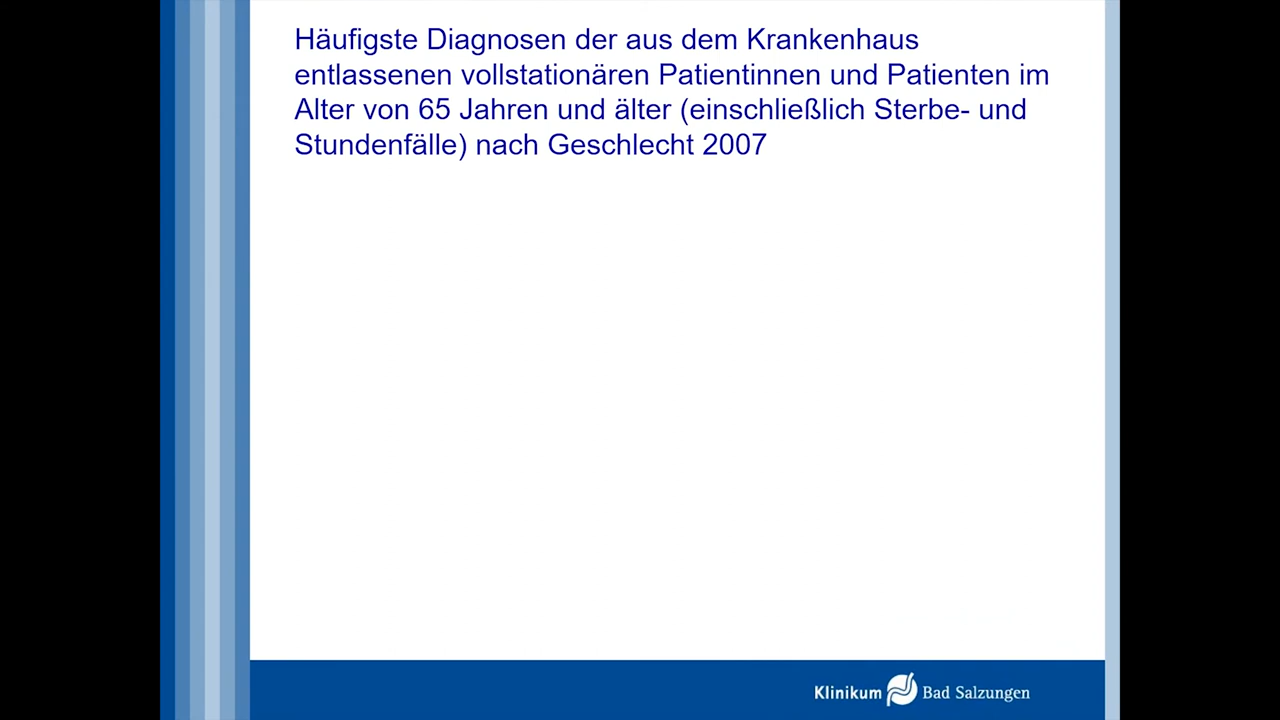 Häufigste Diagnosen der aus dem Krankenhaus
entlassenen vollstationären Patientinnen und Patienten im
Alter von 65 Jahren und älter (einschließlich Sterbe- und
Stundenfälle) nach Geschlecht 2007
Klinikum Bad Salzungen